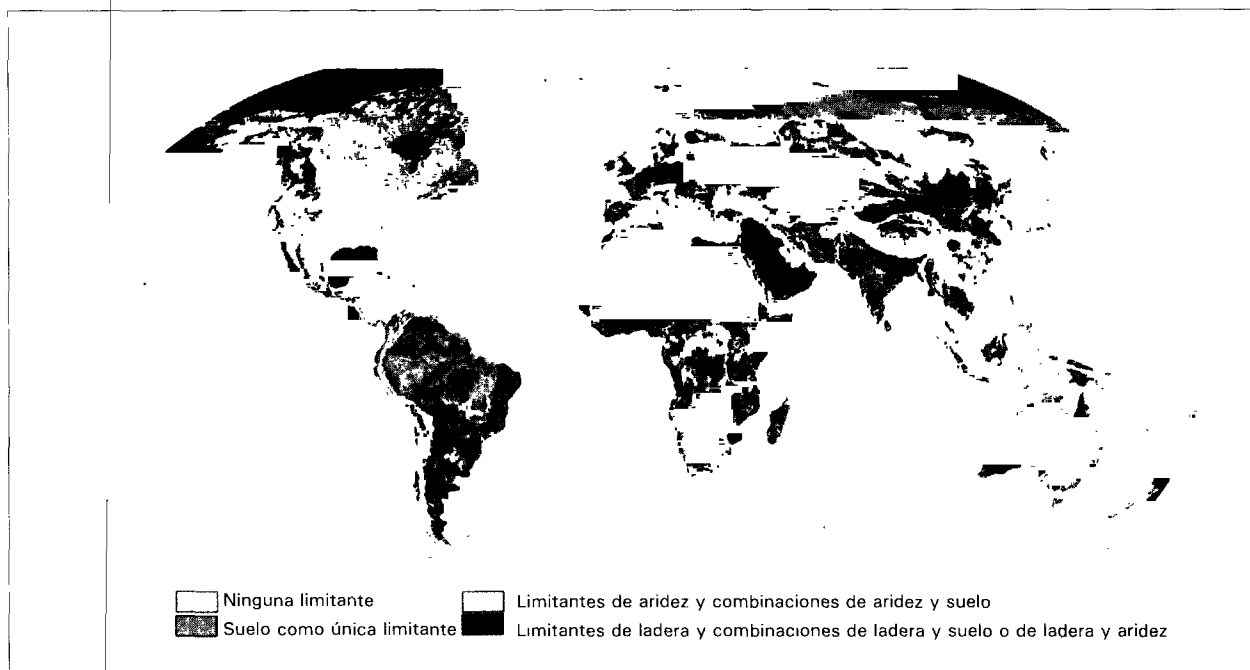 Ninguna limitante
Limitantes de aridez y combinaciones de aridez y suelo
Suelo como única limitante
Limitantes de ladera y combinaciones de ladera y suelo o de ladera y aridez